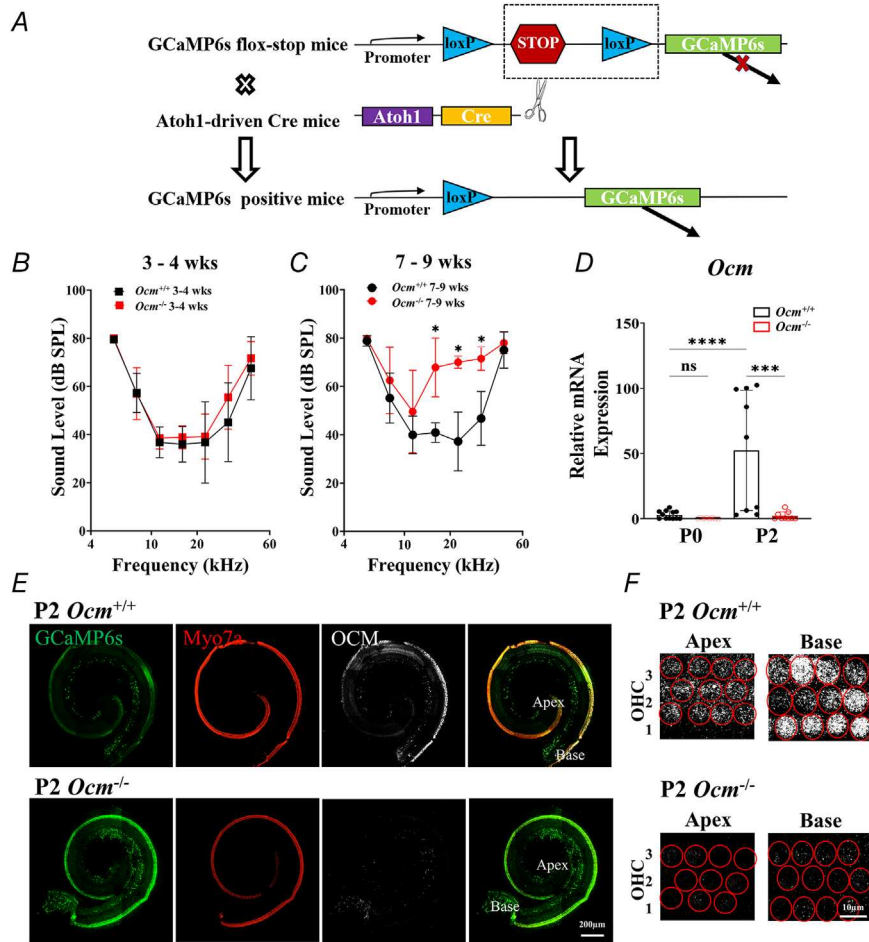 A
GCaMP6s flox-stop mice
Promoter
loxP
STOP
loxP
GCaMP6s
Atoh1-driven Cre mice
Atoh1
Cre
GCaMP6s positive mice
Promoter
loxP
GCaMP6s
B
3 - 4 wks
Ocm+/+ 3-4 wks
Ocm-/- 3-4 wks
Sound Level (dB SPL)
80
60
40
20
0
4
10
20
60
Frequency (kHz)
C
7 - 9 wks
Ocm+/+ 7-9 wks
Ocm-/- 7-9 wks
Sound Level (dB SPL)
100
80
60
40
20
0
* * *
4
10
20
60
Frequency (kHz)
D
Ocm
Ocm+/+
Ocm-/-
Relative mRNA
Expression
150
100
50
0
****
ns
***
P0
P2
E
P2 Ocm+/+
GCaMP6s
Myo7a
OCM
Apex
Base
P2 Ocm-/-
Apex
Base
200μm
F
P2 Ocm+/+
Apex
Base
OHC
3
2
1
P2 Ocm-/-
Apex
Base
OHC
3
2
1
10μm